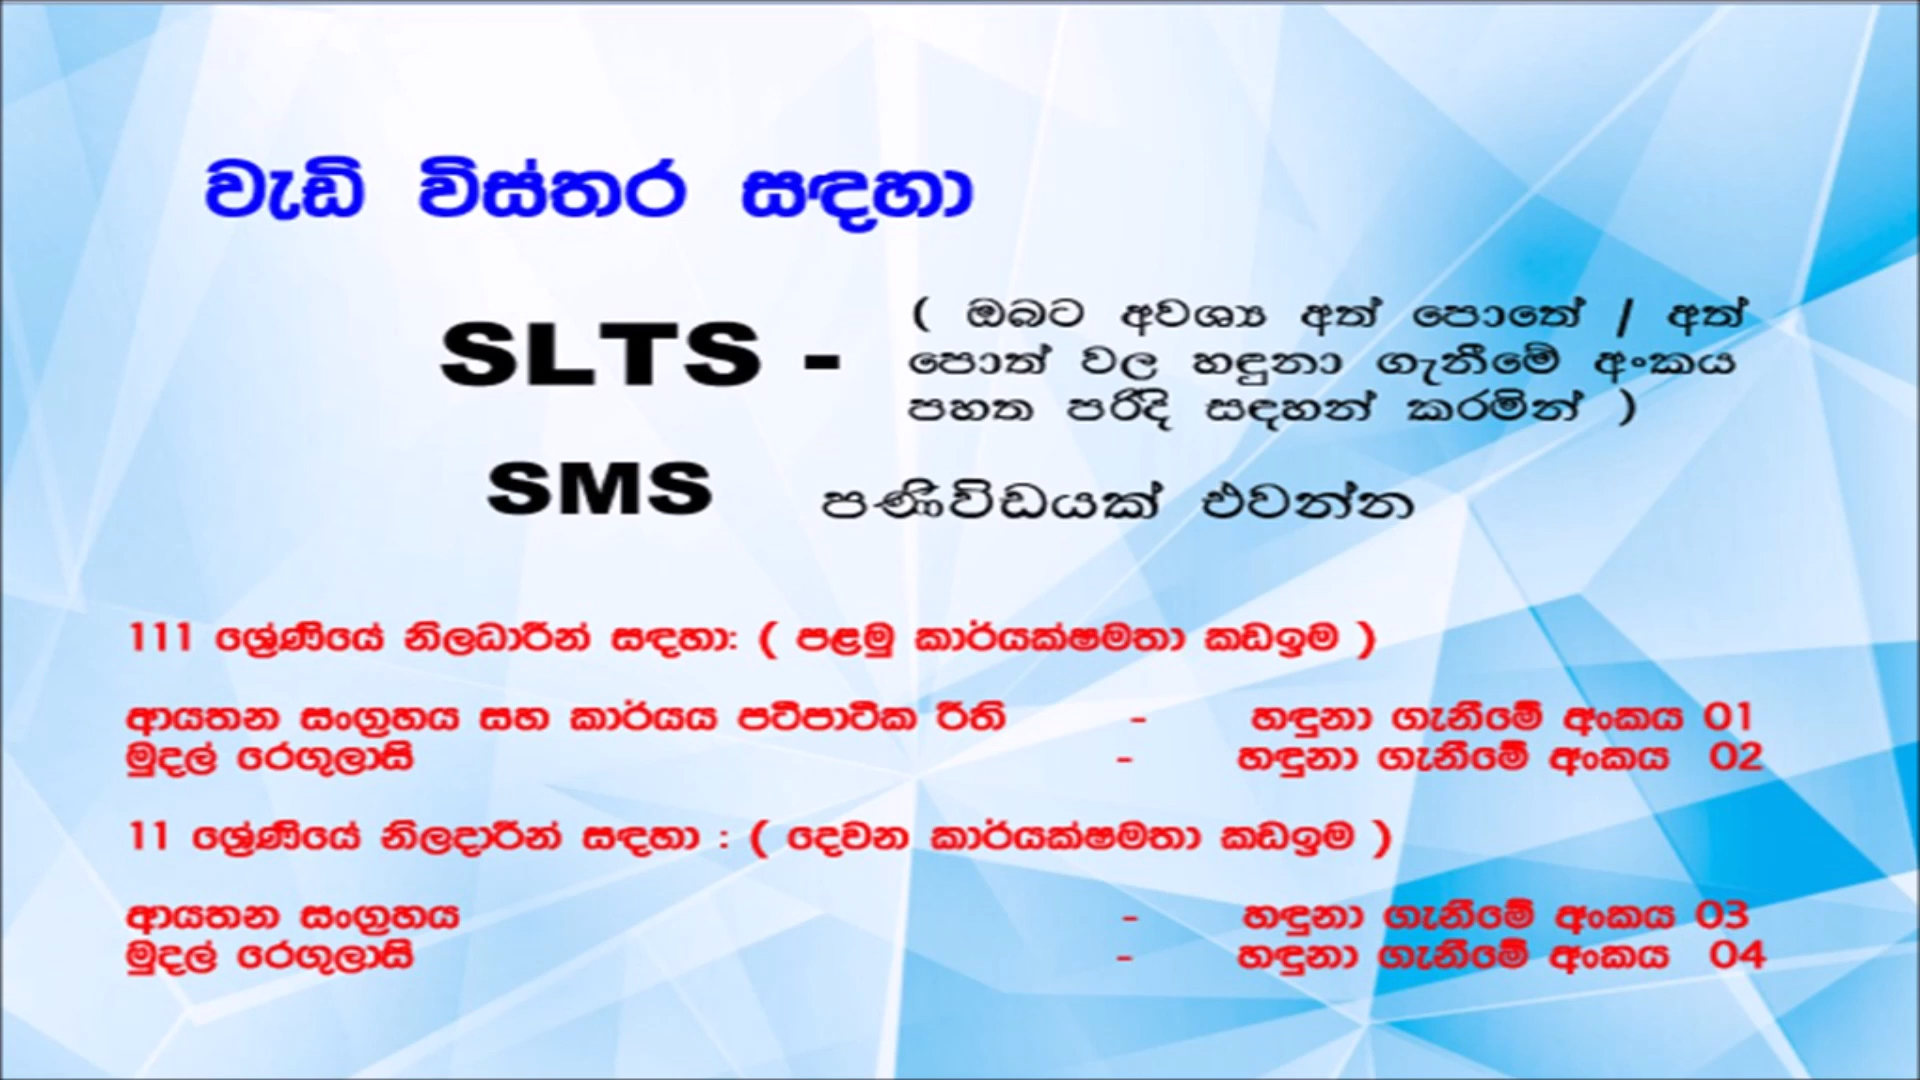 වැඩි විස්තර සඳහා
SLTS - ( ඔබට අවශ්‍ය අත් පොතේ / අත්
පොත් වල හඳුනා ගැනීමේ අංකය
පහත පරිදි සඳහන් කරමින් )
SMS පණිවිඩයක් එවන්න
111 ශ්‍රේණියේ නිලධාරීන් සඳහා: ( පළමු කාර්යක්ෂමතා කඩඉම )
ආයතන සංග්‍රහය සහ කාර්යය පටිපාටික රීති - හඳුනා ගැනීමේ අංකය 01
මුදල් රෙගුලාසි - හඳුනා ගැනීමේ අංකය 02
11 ශ්‍රේණියේ නිලදාරීන් සඳහා : ( දෙවන කාර්යක්ෂමතා කඩඉම )
ආයතන සංග්‍රහය - හඳුනා ගැනීමේ අංකය 03
මුදල් රෙගුලාසි - හඳුනා ගැනීමේ අංකය 04